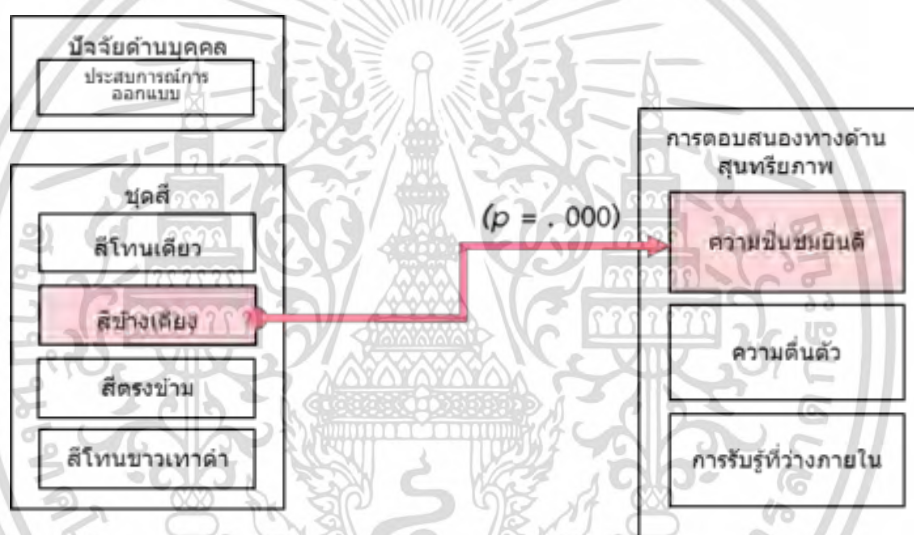 ปัจจัยด้านบุคคล
ประสบการณ์การ
ออกแบบ
ชุดสี
สีโทนเดียว
สีข้างเคียง
สีตรงข้าม
สีโทนขาวเทาดำ
(p = . 000)
การตอบสนองทางด้าน
สุนทรียภาพ
ความชื่นชมยินดี
ความตื่นตัว
การรับรู้ที่ว่างภายใน